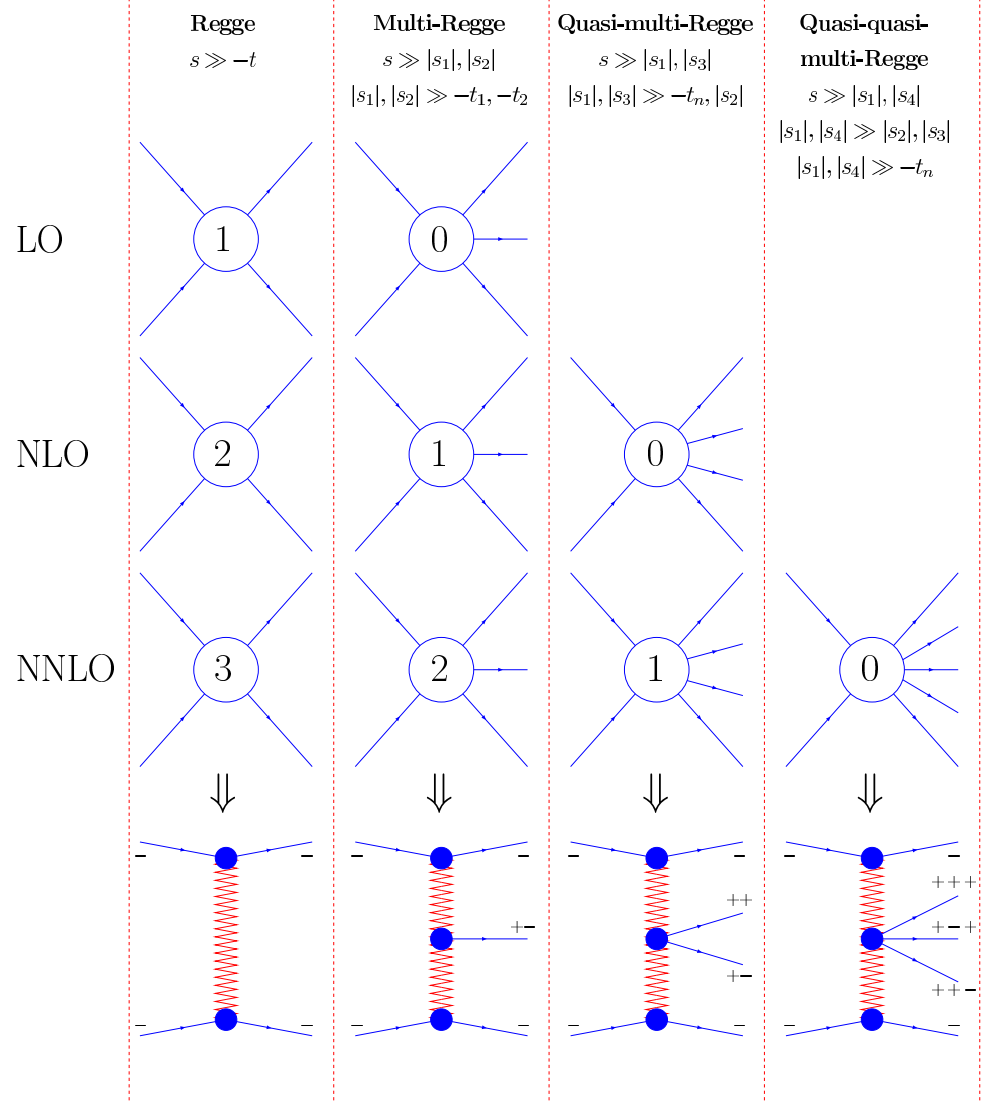 Regge
s ≫ −t
Multi-Regge
s ≫ |s₁|, |s₂|
|s₁|, |s₂| ≫ −t₁, −t₂
Quasi-multi-Regge
s ≫ |s₁|, |s₃|
|s₁|, |s₃| ≫ −tₙ, |s₂|
Quasi-quasi-
multi-Regge
s ≫ |s₁|, |s₄|
|s₁|, |s₄| ≫ |s₂|, |s₃|
|s₁|, |s₄| ≫ −tₙ
LO
1
0
NLO
2
1
0
NNLO
3
2
1
0
⇓ ⇓ ⇓ ⇓
− − − − − − − −
+++
++
+−
+−+
+−
++−
− − − − − − − −